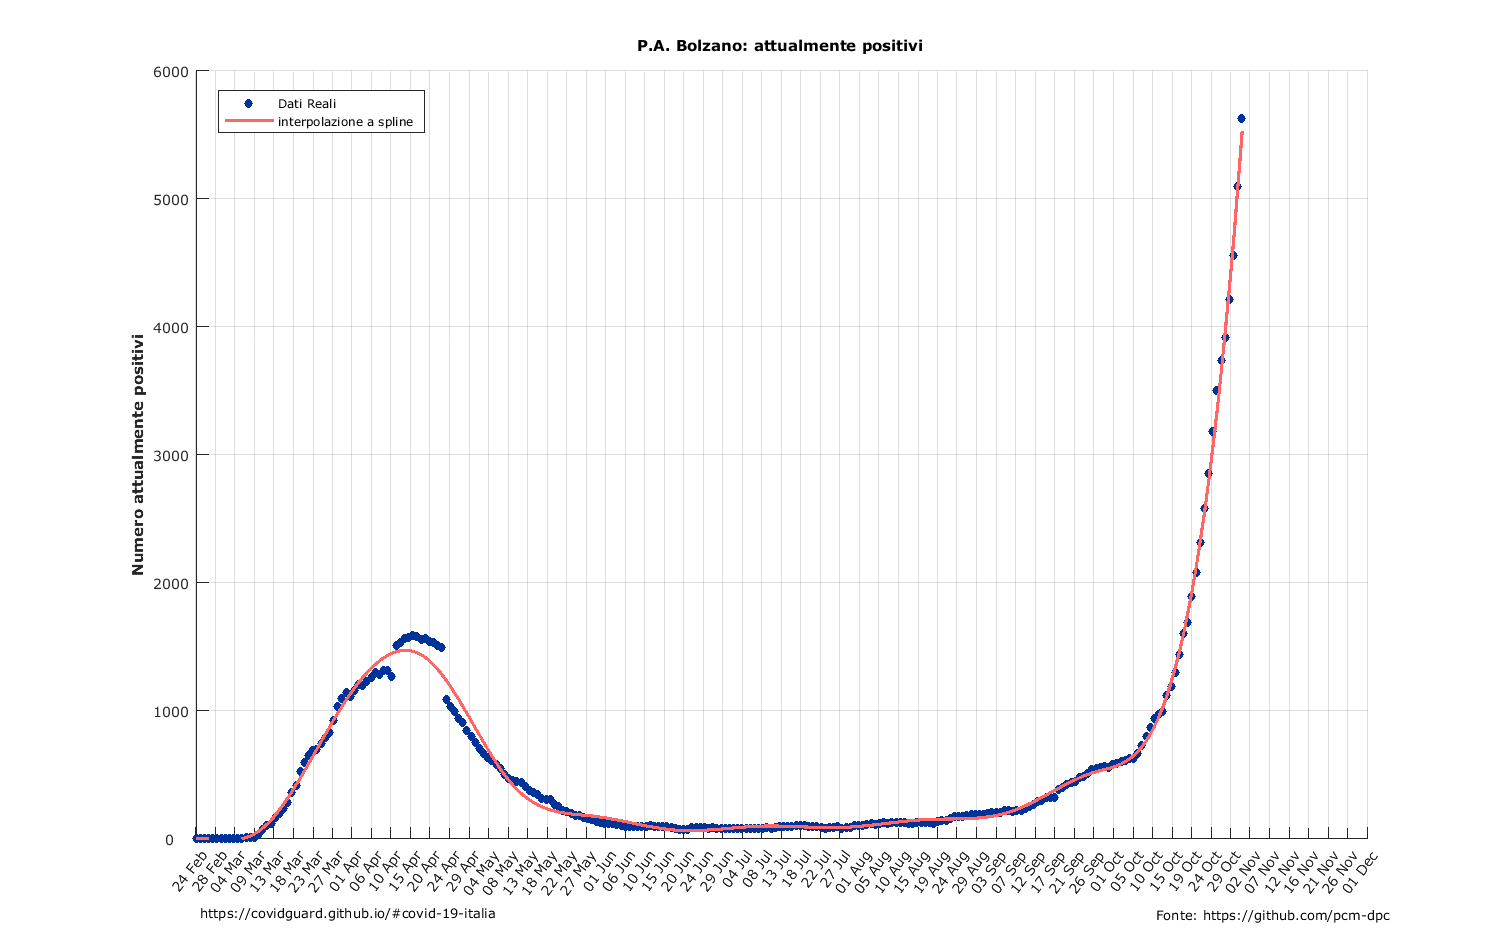 P.A. Bolzano: attualmente positivi
6000
5000
4000
3000
2000
1000
0
Numero attualmente positivi
Dati Reali
interpolazione a spline
24 Feb
28 Feb
04 Mar
09 Mar
13 Mar
18 Mar
23 Mar
27 Mar
01 Apr
06 Apr
10 Apr
15 Apr
20 Apr
24 Apr
29 Apr
04 May
08 May
13 May
18 May
22 May
27 May
01 Jun
06 Jun
10 Jun
15 Jun
20 Jun
24 Jun
29 Jun
04 Jul
08 Jul
13 Jul
18 Jul
22 Jul
27 Jul
01 Aug
05 Aug
10 Aug
15 Aug
19 Aug
24 Aug
29 Aug
03 Sep
07 Sep
12 Sep
17 Sep
21 Sep
26 Sep
01 Oct
05 Oct
10 Oct
15 Oct
19 Oct
24 Oct
29 Oct
02 Nov
07 Nov
12 Nov
16 Nov
21 Nov
26 Nov
01 Dec
https://covidguard.github.io/#covid-19-italia
Fonte: https://github.com/pcm-dpc